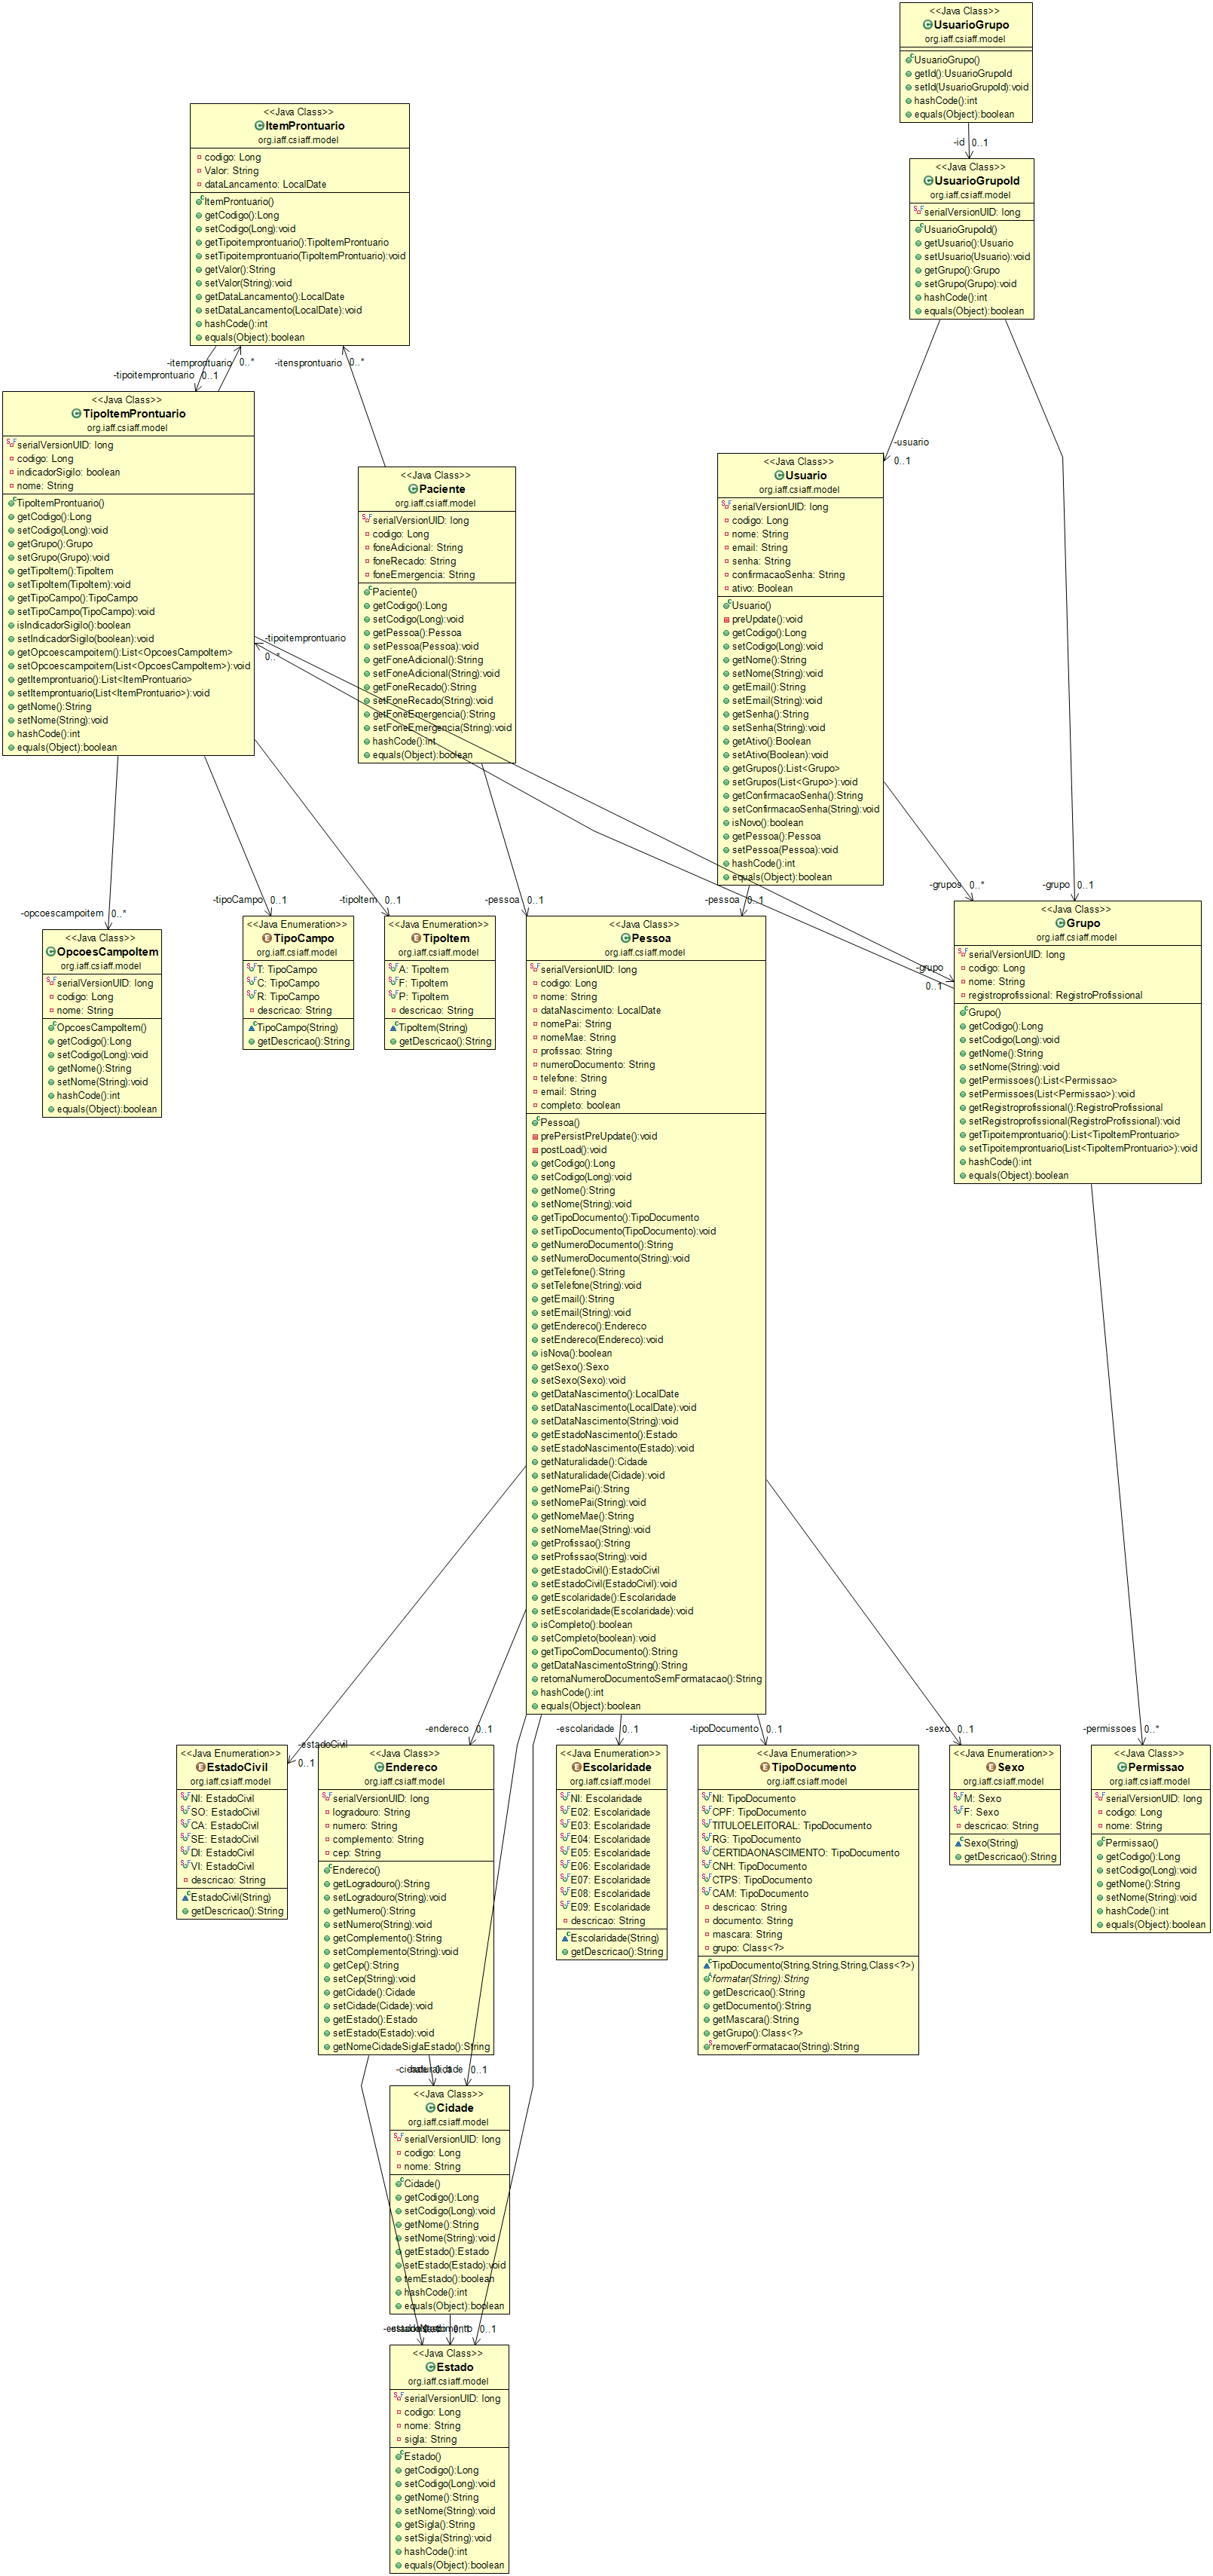 <<Java Class>>
UsuarioGrupo
org.iaff.csiaff.model
UsuarioGrupo()
getId():UsuarioGrupoId
setId(UsuarioGrupoId):void
hashCode():int
equals(Object):boolean
-id 0..1
<<Java Class>>
UsuarioGrupoId
org.iaff.csiaff.model
serialVersionUID: long
UsuarioGrupoId()
getUsuario():Usuario
setUsuario(Usuario):void
getGrupo():Grupo
setGrupo(Grupo):void
hashCode():int
equals(Object):boolean
<<Java Class>>
ItemProntuario
org.iaff.csiaff.model
codigo: Long
Valor: String
dataLancamento: LocalDate
ItemProntuario()
getCodigo():Long
setCodigo(Long):void
getTipoitemprontuario():TipoItemProntuario
setTipoitemprontuario(TipoItemProntuario):void
getValor():String
setValor(String):void
getDataLancamento():LocalDate
setDataLancamento(LocalDate):void
hashCode():int
equals(Object):boolean
-itemprontuario 0..*
-itensprontuario 0..*
-tipoitemprontuario 0..1
<<Java Class>>
TipoItemProntuario
org.iaff.csiaff.model
serialVersionUID: long
codigo: Long
indicadorSigilo: boolean
nome: String
TipoItemProntuario()
getCodigo():Long
setCodigo(Long):void
getGrupo():Grupo
setGrupo(Grupo):void
getTipoItem():TipoItem
setTipoItem(TipoItem):void
getTipoCampo():TipoCampo
setTipoCampo(TipoCampo):void
isIndicadorSigilo():boolean
setIndicadorSigilo(boolean):void
getOpcoescampoitem():List<OpcoesCampoItem>
setOpcoescampoitem(List<OpcoesCampoItem>):void
getItemprontuario():List<ItemProntuario>
setItemprontuario(List<ItemProntuario>):void
getNome():String
setNome(String):void
hashCode():int
equals(Object):boolean
-tipoitemprontuario
0..*
<<Java Class>>
Paciente
org.iaff.csiaff.model
serialVersionUID: long
codigo: Long
foneAdicional: String
foneRecado: String
foneEmergencia: String
Paciente()
getCodigo():Long
setCodigo(Long):void
getPessoa():Pessoa
setPessoa(Pessoa):void
getFoneAdicional():String
setFoneAdicional(String):void
getFoneRecado():String
setFoneRecado(String):void
getFoneEmergencia():String
setFoneEmergencia(String):void
hashCode():int
equals(Object):boolean
-usuario
0..1
<<Java Class>>
Usuario
org.iaff.csiaff.model
serialVersionUID: long
codigo: Long
nome: String
email: String
senha: String
confirmacaoSenha: String
ativo: Boolean
Usuario()
preUpdate():void
getCodigo():Long
setCodigo(Long):void
getNome():String
setNome(String):void
getEmail():String
setEmail(String):void
getSenha():String
setSenha(String):void
getAtivo():Boolean
setAtivo(Boolean):void
getGrupos():List<Grupo>
setGrupos(List<Grupo>):void
getConfirmacaoSenha():String
setConfirmacaoSenha(String):void
isNovo():boolean
getPessoa():Pessoa
setPessoa(Pessoa):void
hashCode():int
equals(Object):boolean
-opcoescampoitem 0..*
-tipoCampo 0..1
-tipoItem 0..1
-pessoa 0..1
-pessoa 0..1
-grupos 0..*
-grupo 0..1
-grupo
0..1
<<Java Class>>
OpcoesCampoItem
org.iaff.csiaff.model
serialVersionUID: long
codigo: Long
nome: String
OpcoesCampoItem()
getCodigo():Long
setCodigo(Long):void
getNome():String
setNome(String):void
hashCode():int
equals(Object):boolean
<<Java Enumeration>>
TipoCampo
org.iaff.csiaff.model
T: TipoCampo
C: TipoCampo
R: TipoCampo
descricao: String
TipoCampo(String)
getDescricao():String
<<Java Enumeration>>
TipoItem
org.iaff.csiaff.model
A: TipoItem
F: TipoItem
P: TipoItem
descricao: String
TipoItem(String)
getDescricao():String
<<Java Class>>
Pessoa
org.iaff.csiaff.model
serialVersionUID: long
codigo: Long
nome: String
dataNascimento: LocalDate
nomePai: String
nomeMae: String
profissao: String
numeroDocumento: String
telefone: String
email: String
completo: boolean
Pessoa()
prePersistPreUpdate():void
postLoad():void
getCodigo():Long
setCodigo(Long):void
getNome():String
setNome(String):void
getTipoDocumento():TipoDocumento
setTipoDocumento(TipoDocumento):void
getNumeroDocumento():String
setNumeroDocumento(String):void
getTelefone():String
setTelefone(String):void
getEmail():String
setEmail(String):void
getEndereco():Endereco
setEndereco(Endereco):void
isNova():boolean
getSexo():Sexo
setSexo(Sexo):void
getDataNascimento():LocalDate
setDataNascimento(LocalDate):void
setDataNascimento(String):void
getEstadoNascimento():Estado
setEstadoNascimento(Estado):void
getNaturalidade():Cidade
setNaturalidade(Cidade):void
getNomePai():String
setNomePai(String):void
getNomeMae():String
setNomeMae(String):void
getProfissao():String
setProfissao(String):void
getEstadoCivil():EstadoCivil
setEstadoCivil(EstadoCivil):void
getEscolaridade():Escolaridade
setEscolaridade(Escolaridade):void
isCompleto():boolean
setCompleto(boolean):void
getTipoComDocumento():String
getDataNascimentoString():String
retornaNumeroDocumentoSemFormatacao():String
hashCode():int
equals(Object):boolean
<<Java Class>>
Grupo
org.iaff.csiaff.model
serialVersionUID: long
codigo: Long
nome: String
registroprofissional: RegistroProfissional
Grupo()
getCodigo():Long
setCodigo(Long):void
getNome():String
setNome(String):void
getPermissoes():List<Permissao>
setPermissoes(List<Permissao>):void
getRegistroprofissional():RegistroProfissional
setRegistroprofissional(RegistroProfissional):void
getTipoitemprontuario():List<TipoItemProntuario>
setTipoitemprontuario(List<TipoItemProntuario>):void
hashCode():int
equals(Object):boolean
-estadoCivil
0..1
-endereco 0..1
-escolaridade 0..1
-tipoDocumento 0..1
-sexo 0..1
-permissoes 0..*
<<Java Enumeration>>
EstadoCivil
org.iaff.csiaff.model
NI: EstadoCivil
SO: EstadoCivil
CA: EstadoCivil
SE: EstadoCivil
DI: EstadoCivil
VI: EstadoCivil
descricao: String
EstadoCivil(String)
getDescricao():String
<<Java Class>>
Endereco
org.iaff.csiaff.model
serialVersionUID: long
logradouro: String
numero: String
complemento: String
cep: String
Endereco()
getLogradouro():String
setLogradouro(String):void
getNumero():String
setNumero(String):void
getComplemento():String
setComplemento(String):void
getCep():String
setCep(String):void
getCidade():Cidade
setCidade(Cidade):void
getEstado():Estado
setEstado(Estado):void
getNomeCidadeSiglaEstado():String
<<Java Enumeration>>
Escolaridade
org.iaff.csiaff.model
NI: Escolaridade
E02: Escolaridade
E03: Escolaridade
E04: Escolaridade
E05: Escolaridade
E06: Escolaridade
E07: Escolaridade
E08: Escolaridade
E09: Escolaridade
descricao: String
Escolaridade(String)
getDescricao():String
<<Java Enumeration>>
TipoDocumento
org.iaff.csiaff.model
NI: TipoDocumento
CPF: TipoDocumento
TITULOELEITORAL: TipoDocumento
RG: TipoDocumento
CERTIDAONASCIMENTO: TipoDocumento
CNH: TipoDocumento
CTPS: TipoDocumento
CAM: TipoDocumento
descricao: String
documento: String
mascara: String
grupo: Class<?>
TipoDocumento(String,String,String,Class<?>)
formatar(String):String
getDescricao():String
getDocumento():String
getMascara():String
getGrupo():Class<?>
removerFormatacao(String):String
<<Java Enumeration>>
Sexo
org.iaff.csiaff.model
M: Sexo
F: Sexo
descricao: String
Sexo(String)
getDescricao():String
<<Java Class>>
Permissao
org.iaff.csiaff.model
serialVersionUID: long
codigo: Long
nome: String
Permissao()
getCodigo():Long
setCodigo(Long):void
getNome():String
setNome(String):void
hashCode():int
equals(Object):boolean
0..1
<<Java Class>>
Cidade
org.iaff.csiaff.model
serialVersionUID: long
codigo: Long
nome: String
Cidade()
getCodigo():Long
setCodigo(Long):void
getNome():String
setNome(String):void
getEstado():Estado
setEstado(Estado):void
temEstado():boolean
hashCode():int
equals(Object):boolean
0..1
<<Java Class>>
Estado
org.iaff.csiaff.model
serialVersionUID: long
codigo: Long
nome: String
sigla: String
Estado()
getCodigo():Long
setCodigo(Long):void
getNome():String
setNome(String):void
getSigla():String
setSigla(String):void
hashCode():int
equals(Object):boolean